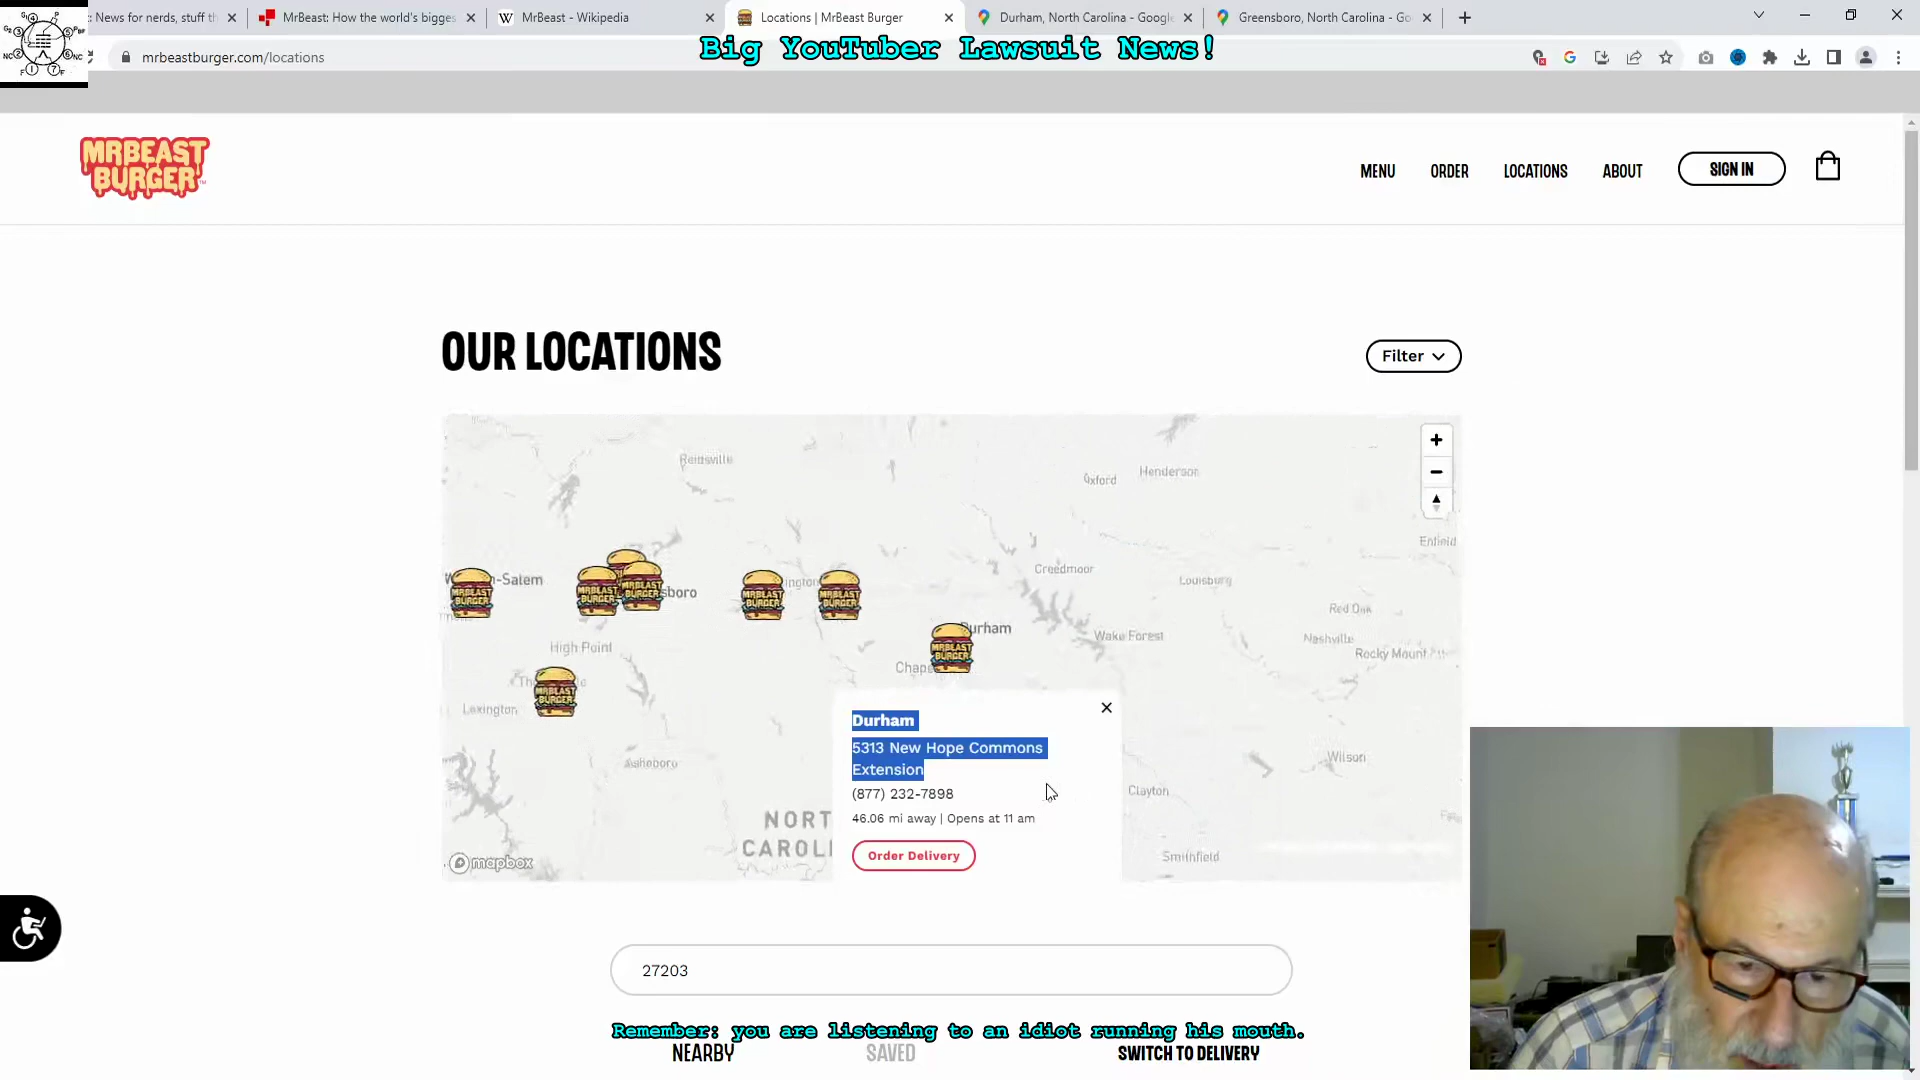 : News for nerds, stuff th
MrBeast: How the world's bigges
MrBeast - Wikipedia
Locations | MrBeast Burger
Durham, North Carolina - Google
Greensboro, North Carolina - Go
Big YouTuber Lawsuit News!
mrbeastburger.com/locations
MRBEAST
BURGER
MENU
ORDER
LOCATIONS
ABOUT
SIGN IN
OUR LOCATIONS
Filter
Reidsville
Henderson
Oxford
Enfield
Creedmoor
Louisburg
n-Salem
sboro
ington
Red Oak
Durham
Wake Forest
Nashville
Rocky Mount
High Point
Chape
Th
Lexington
Asheboro
Wilson
Clayton
Smithfield
NORT
CAROLI
mapbox
Durham
5313 New Hope Commons
Extension
(877) 232-7898
46.06 mi away | Opens at 11 am
Order Delivery
27203
Remember: you are listening to an idiot running his mouth.
NEARBY
SAVED
SWITCH TO DELIVERY